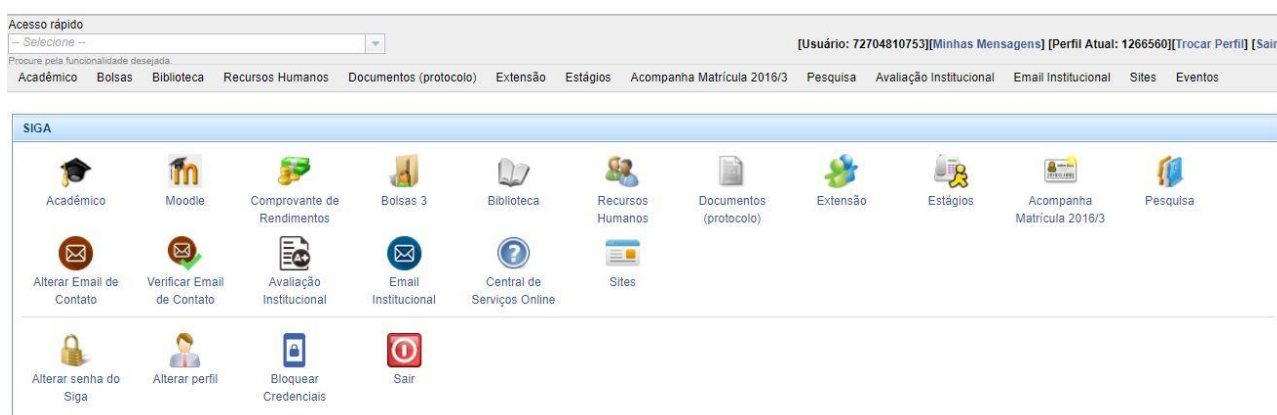 Acesso rápido
-- Selecione --
[Usuário: 72704810753][Minhas Mensagens] [Perfil Atual: 1266560][Trocar Perfil] [Sair
Procure pela funcionalidade desejada.
Acadêmico Bolsas Biblioteca Recursos Humanos Documentos (protocolo) Extensão Estágios Acompanha Matrícula 2016/3 Pesquisa Avaliação Institucional Email Institucional Sites Eventos
SIGA
Acadêmico
Moodle
Comprovante de
Rendimentos
Bolsas 3
Biblioteca
Recursos
Humanos
Documentos
(protocolo)
Extensão
Estágios
Acompanha
Matrícula 2016/3
Pesquisa
Alterar Email de
Contato
Verificar Email
de Contato
Avaliação
Institucional
Email
Institucional
Central de
Serviços Online
Sites
Alterar senha do
Siga
Alterar perfil
Bloquear
Credenciais
Sair